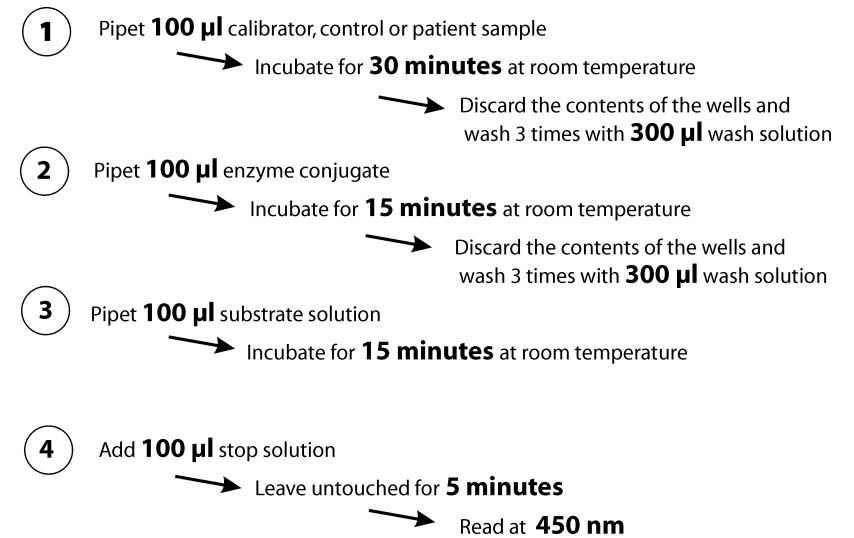 1 Pipet 100 µl calibrator, control or patient sample
Incubate for 30 minutes at room temperature
Discard the contents of the wells and
wash 3 times with 300 µl wash solution
2 Pipet 100 µl enzyme conjugate
Incubate for 15 minutes at room temperature
Discard the contents of the wells and
wash 3 times with 300 µl wash solution
3 Pipet 100 µl substrate solution
Incubate for 15 minutes at room temperature
4 Add 100 µl stop solution
Leave untouched for 5 minutes
Read at 450 nm